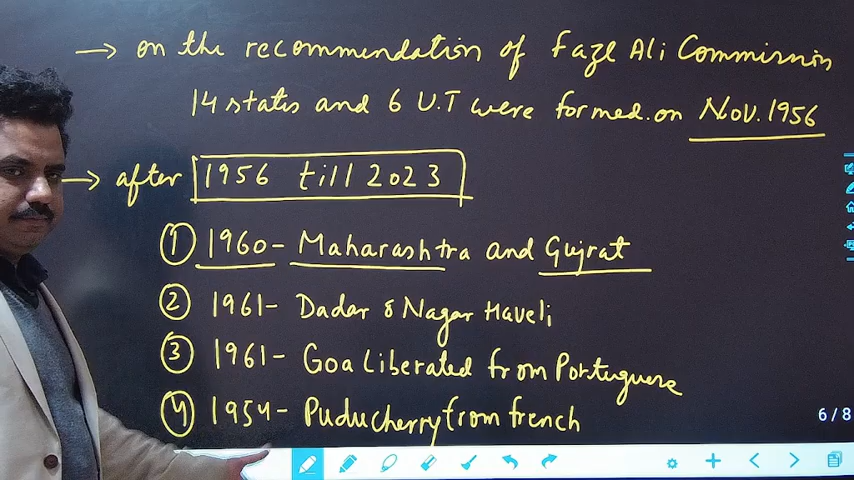 → on the recommendation of Fazl Ali Commission
14 states and 6 U.T were formed on Nov. 1956
→ after 1956 till 2023
① 1960- Maharashtra and Gujrat
② 1961- Dadar & Nagar Haveli
③ 1961- Goa Liberated from Portuguese
④ 1954- Puducherry from french
6/8